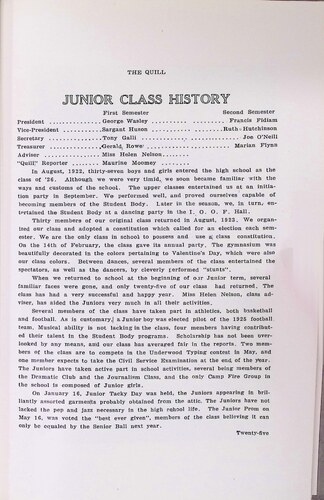 THE QUILL
JUNIOR CLASS HISTORY
First Semester Second Semester
President George Wasley Francis Fidiam
Vice-President Sargant Huxen Ruth Hutchinson
Secretary Tony Galli Joe O'Neill
Treasurer Gerald Rowe Marian Flynn
Adviser Miss Helen Nelson
"Quill" Reporter Maurine Moomey
In August, 1922, thirty-seven boys and girls entered the high school as the
class of '26. Although we were very timid, we soon became familiar with the
ways and customs of the school. The upper classes entertained us at an initia-
tion party in September. We performed well, and proved ourselves capable of
becoming members of the Student Body. Later in the season, we, in turn, en-
tertained the Student Body at a dancing party in the I. O. O. F. Hall.
Thirty members of our original class returned in August, 1923. We organ-
ized our class and adopted a constitution which called for an election each sem-
ester. We are the only class in school to possess and use a class constitution.
On the 14th of February, the class gave its annual party. The gymnasium was
beautifully decorated in the colors pertaining to Valentine's Day, which were also
our class colors. Between dances, several members of the class entertained the
spectators, as well as the dancers, by cleverly performed "stunts".
When we returned to school at the beginning of our Junior term, several
familiar faces were gone, and only twenty-five of our class had returned. The
class has had a very successful and happy year. Miss Helen Nelson, class ad-
viser, has aided the Juniors very much in all their activities.
Several members of the class have taken part in athletics, both basketball
and football. As is customary, a Junior boy was elected pilot of the 1925 football
team. Musical ability is not lacking in the class, four members having contribut-
ed their talent in the Student Body programs. Scholarship has not been over-
looked by any means, and our class has averaged fair in the reports. Two mem-
bers of the class are to compete in the Underwood Typing contest in May, and
one member expects to take the Civil Service Examination at the end of the year.
The Juniors have taken active part in school activities, several being members of
the Dramatic Club and the Journalism Class, and the only Camp Fire Group in
the school is composed of Junior girls.
On January 16, Junior Tacky Day was held, the Juniors appearing in bril-
liantly assorted garments probably obtained from attic. The Juniors have not
lacked the pep and jazz necessary in the high school life. The Junior Prom on
May 16, was voted the "best ever given", members of the class believing it can
only be equaled by the Senior Ball next year.
Twenty-five